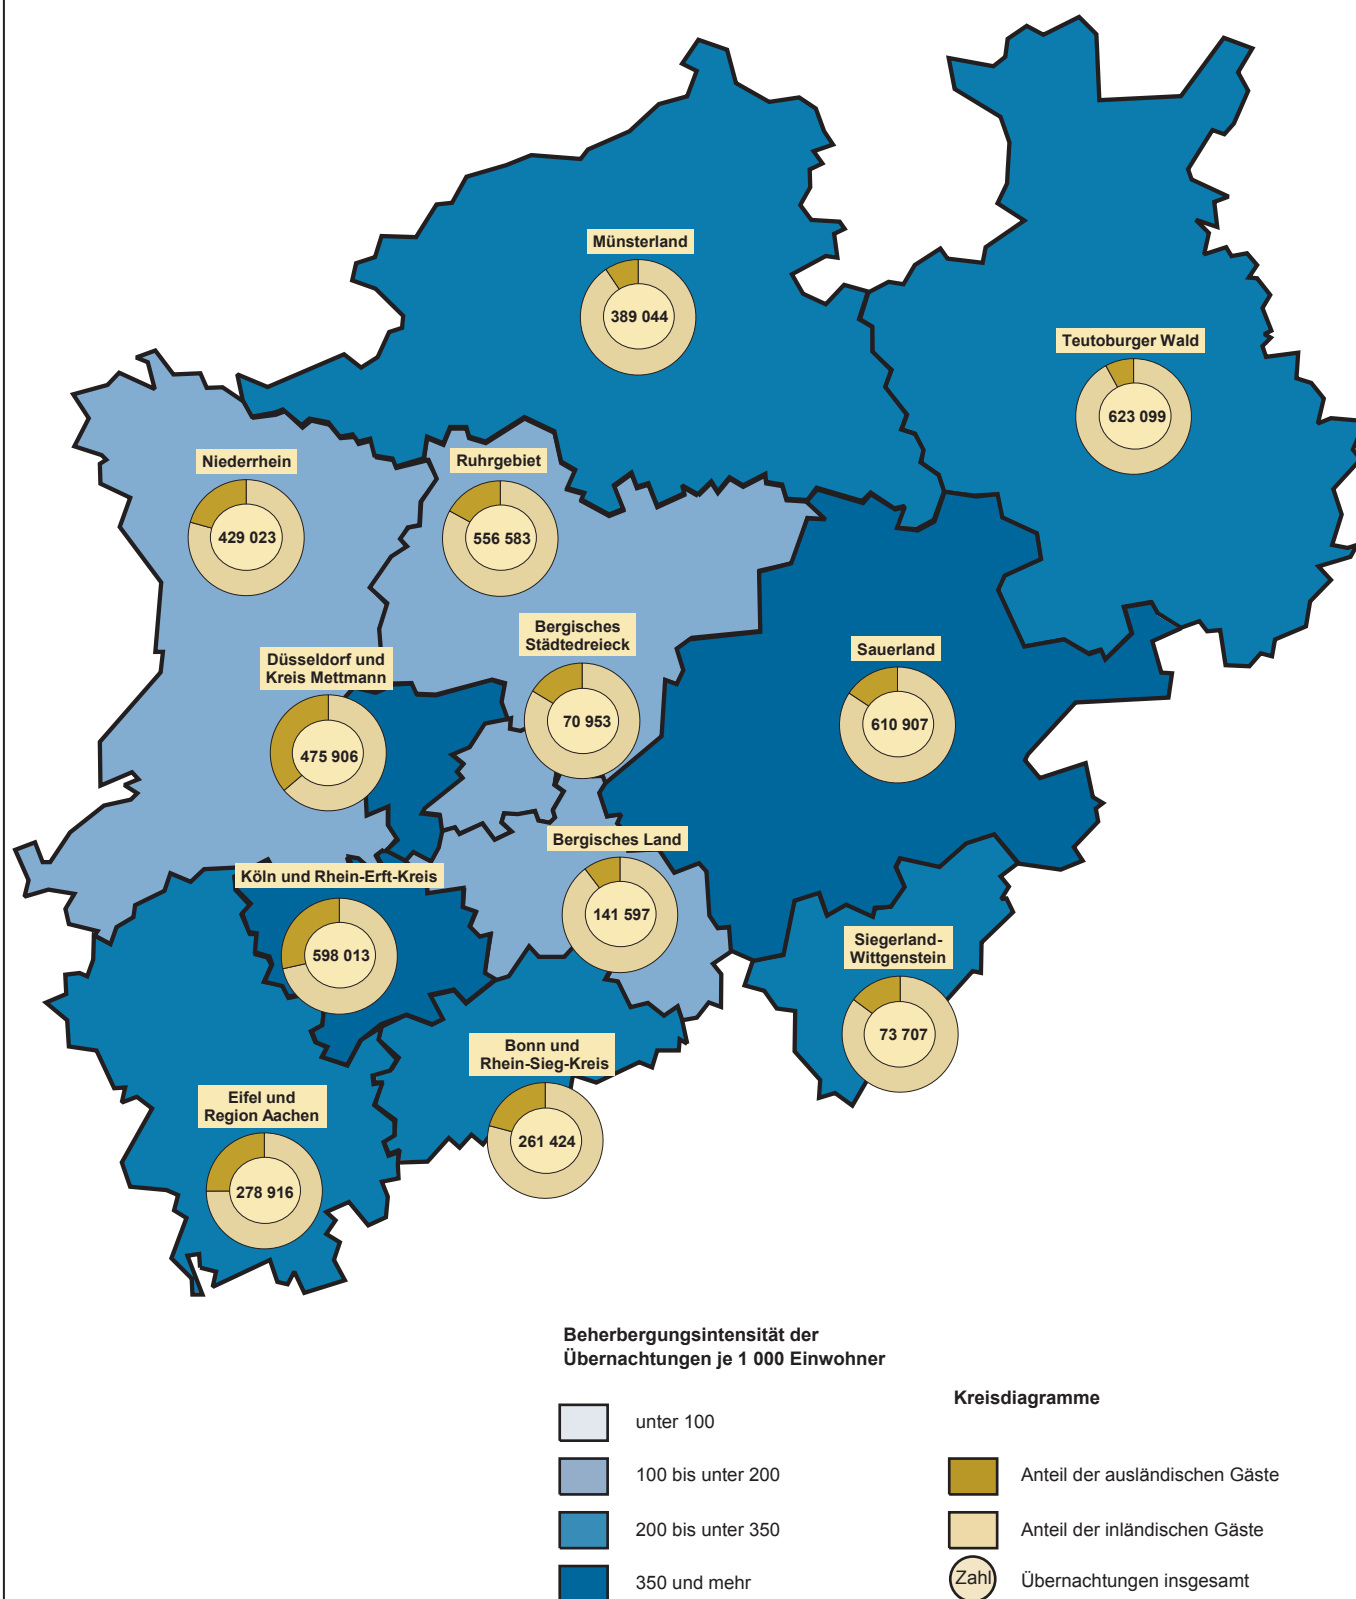 Münsterland
389 044
Teutoburger Wald
623 099
Niederrhein
429 023
Ruhrgebiet
556 583
Bergisches
Städtedreieck
70 953
Düsseldorf und
Kreis Mettmann
475 906
Sauerland
610 907
Bergisches Land
141 597
Köln und Rhein-Erft-Kreis
598 013
Siegerland-
Wittgenstein
73 707
Bonn und
Rhein-Sieg-Kreis
261 424
Eifel und
Region Aachen
278 916
Beherbergungsintensität der
Übernachtungen je 1 000 Einwohner
unter 100
100 bis unter 200
200 bis unter 350
350 und mehr
Kreisdiagramme
Anteil der ausländischen Gäste
Anteil der inländischen Gäste
Zahl Übernachtungen insgesamt